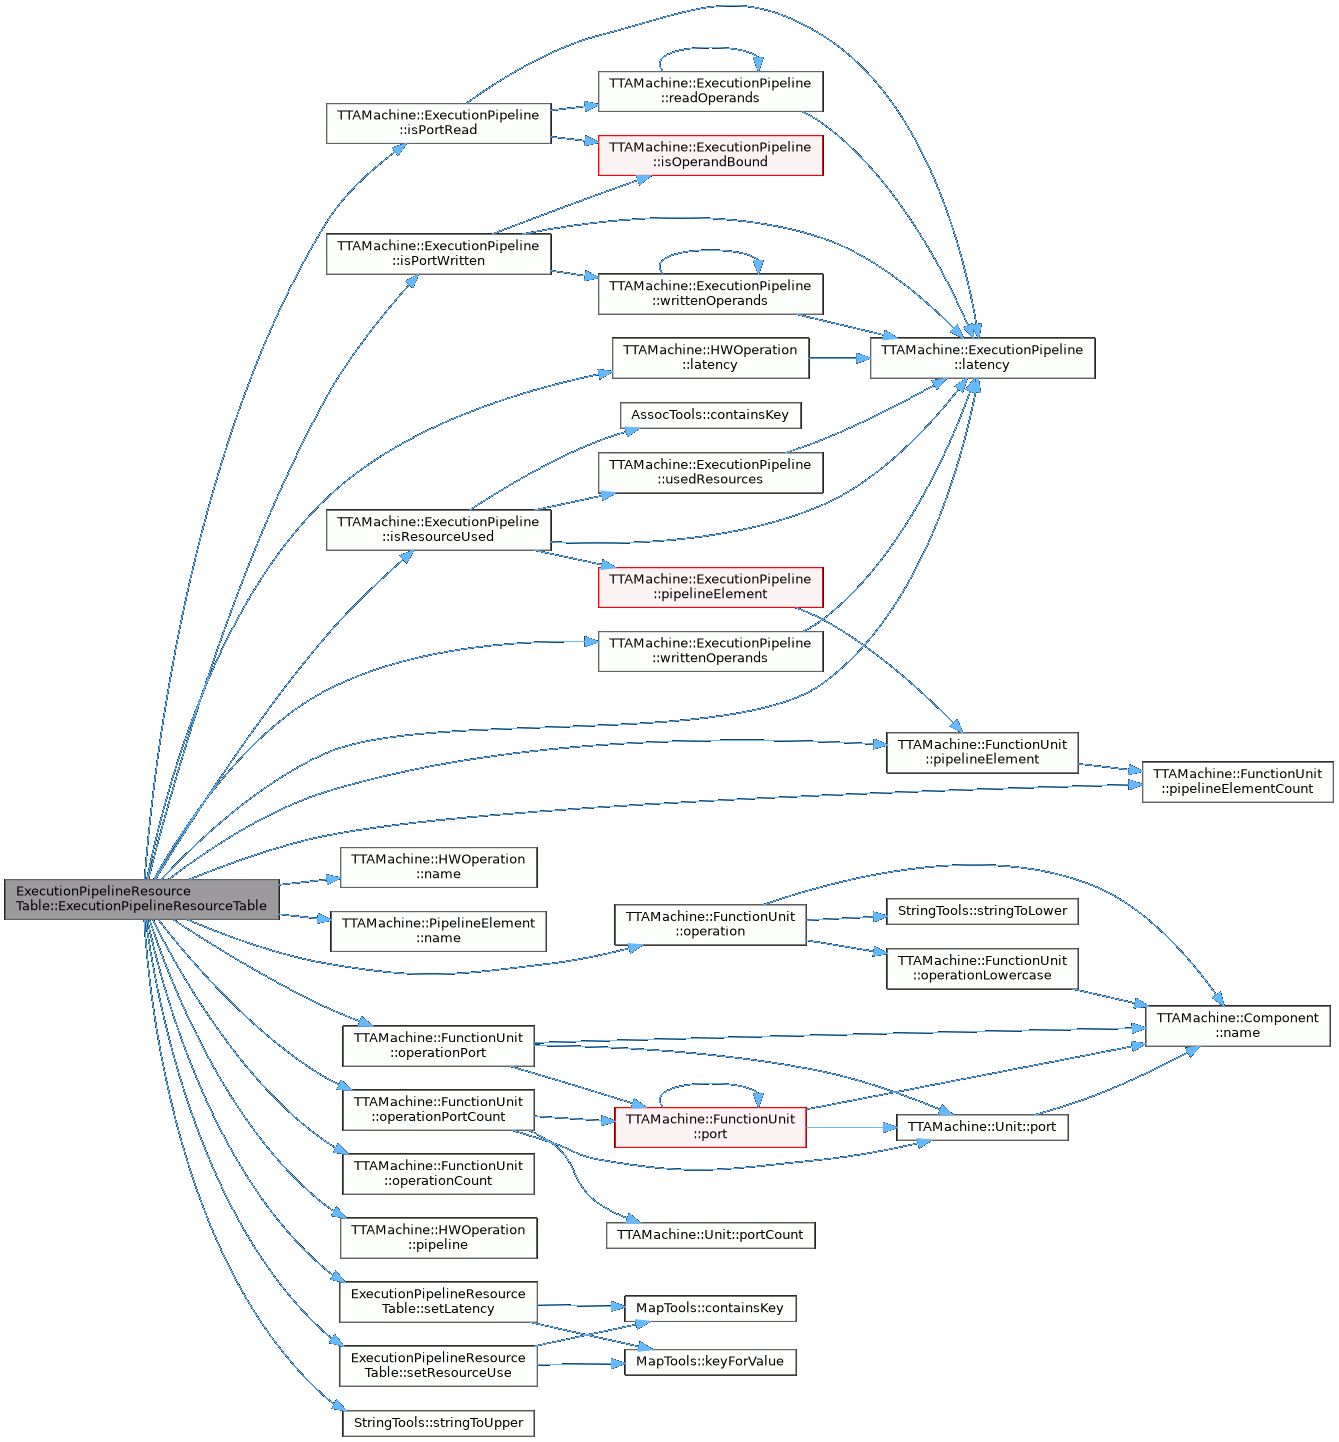 TTAMachine::ExecutionPipeline
::readOperands
TTAMachine::ExecutionPipeline
::isPortRead
TTAMachine::ExecutionPipeline
::isOperandBound
TTAMachine::ExecutionPipeline
::isPortWritten
TTAMachine::ExecutionPipeline
::writtenOperands
TTAMachine::HWOperation
::latency
TTAMachine::ExecutionPipeline
::latency
AssocTools::containsKey
TTAMachine::ExecutionPipeline
::usedResources
TTAMachine::ExecutionPipeline
::isResourceUsed
TTAMachine::ExecutionPipeline
::pipelineElement
TTAMachine::ExecutionPipeline
::writtenOperands
TTAMachine::FunctionUnit
::pipelineElement
TTAMachine::FunctionUnit
::pipelineElementCount
TTAMachine::HWOperation
::name
ExecutionPipelineResource
Table::ExecutionPipelineResourceTable
TTAMachine::PipelineElement
::name
TTAMachine::FunctionUnit
::operation
StringTools::stringToLower
TTAMachine::FunctionUnit
::operationLowercase
TTAMachine::Component
::name
TTAMachine::FunctionUnit
::operationPort
TTAMachine::FunctionUnit
::operationPortCount
TTAMachine::FunctionUnit
::port
TTAMachine::Unit::port
TTAMachine::FunctionUnit
::operationCount
TTAMachine::HWOperation
::pipeline
TTAMachine::Unit::portCount
ExecutionPipelineResource
Table::setLatency
MapTools::containsKey
ExecutionPipelineResource
Table::setResourceUse
MapTools::keyForValue
StringTools::stringToUpper